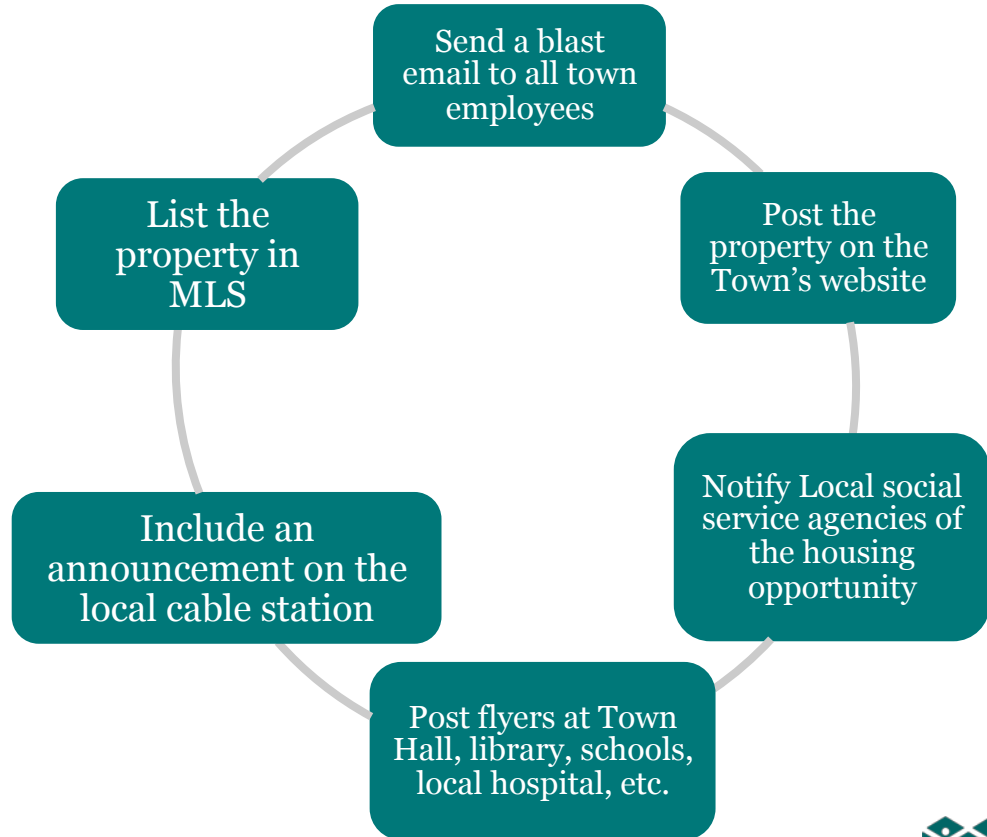 Send a blast
email to all town
employees
Post the
property on the
Town’s website
Notify Local social
service agencies of
the housing
opportunity
Post flyers at Town
Hall, library, schools,
local hospital, etc.
Include an
announcement on the
local cable station
List the
property in
MLS